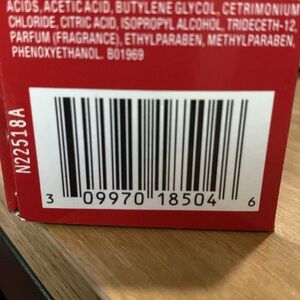 ACIDS, ACETIC ACID, BUTYLENE GLYCOL, CETRIMONIUM
CHLORIDE, CITRIC ACID, ISOPROPYL ALCOHOL, TRIDECETH-12,
PARFUM (FRAGRANCE), ETHYLPARABEN, METHYLPARABEN,
PHENOXYETHANOL. B01969
N22518A
3 09970 18504 6